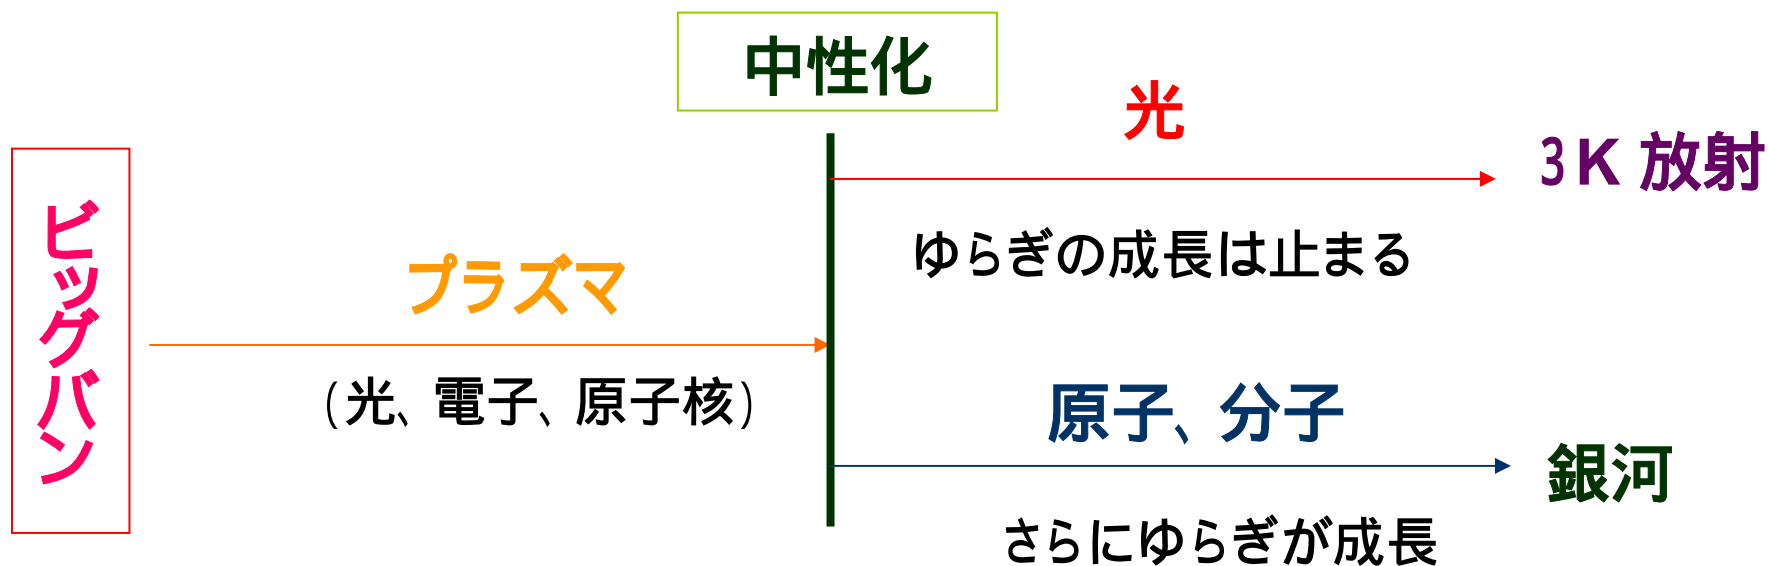 中性化
光
3K 放射
ビッグバン
ゆらぎの成長は止まる
プラズマ
(光、電子、原子核)
原子、分子
銀河
さらにゆらぎが成長